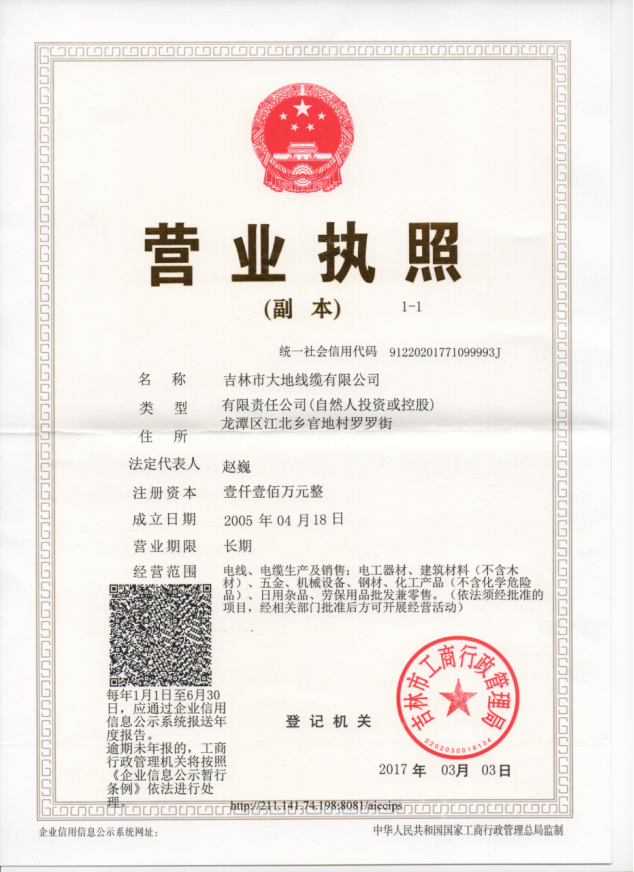 营业执照
(副 本) 1-1
统一社会信用代码 91220201771099993J
名 称 吉林市大地线缆有限公司
类 型 有限责任公司(自然人投资或控股)
住 所 龙潭区江北乡官地村罗罗街
法定代表人 赵巍
注册资本 壹仟壹佰万元整
成立日期 2005 年 04 月 18 日
营业期限 长期
经营范围 电线、电缆生产及销售；电工器材、建筑材料（不含木
材）、五金、机械设备、钢材、化工产品（不含化学危险
品）、日用杂品、劳保用品批发兼零售。（依法须经批准的
项目，经相关部门批准后方可开展经营活动）
每年1月1日至6月30
日，应通过企业信用
信息公示系统报送年
度报告。
逾期未年报的，工商
行政管理机关将按照
《企业信息公示暂行
条例》依法进行处
理。
登记机关
吉林市工商行政管理局
2202030016134
2017 年 03月 03日
http://211.141.74.198:8081/aiccips
企业信用信息公示系统网址：
中华人民共和国国家工商行政管理总局监制